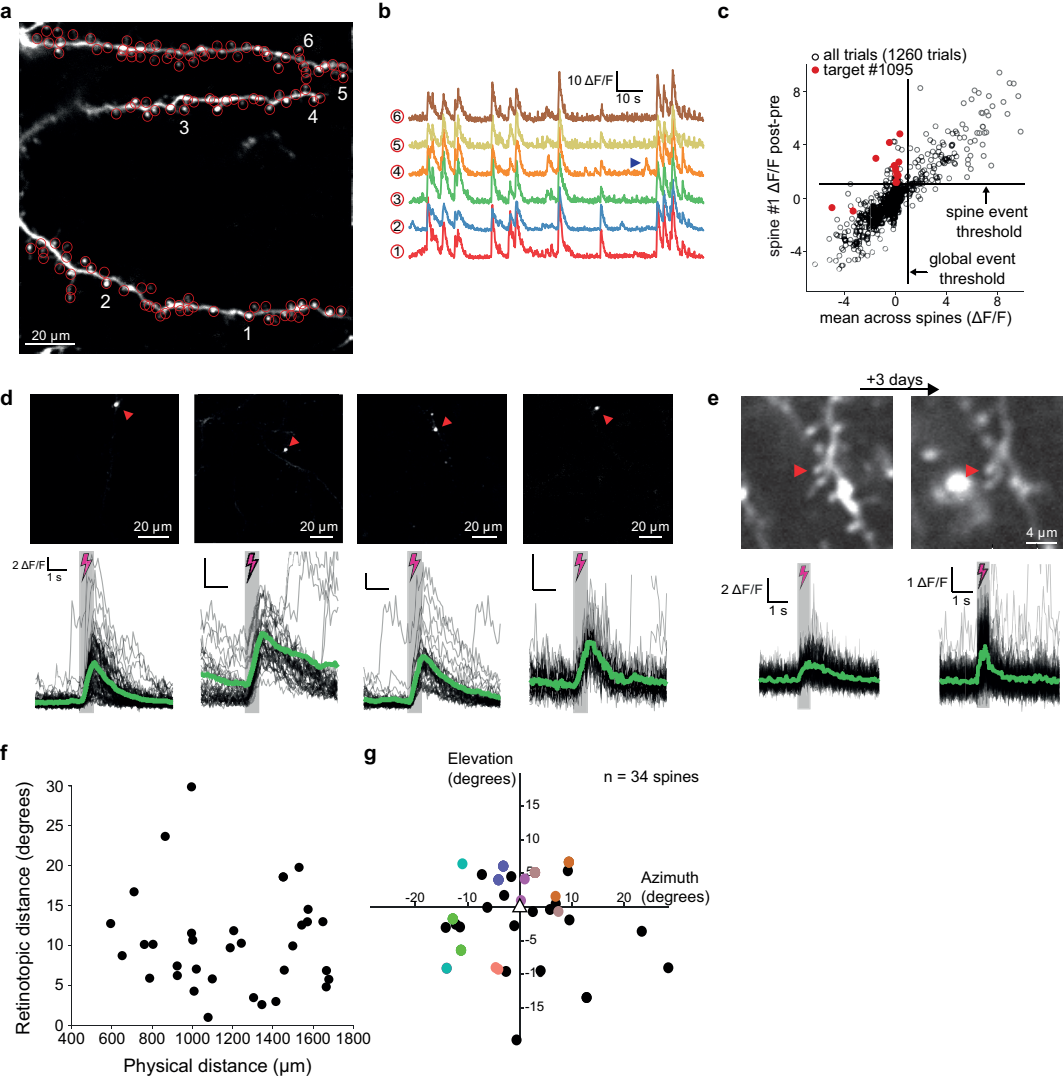 a
6
5
4
3
2
1
20 µm
b
10 ΔF/F
10 s
6
5
4
3
2
1
c
all trials (1260 trials)
target #1095
spine #1 ΔF/F post-pre
8
4
0
-4
-4
0
4
8
spine event
threshold
global event
threshold
mean across spines (ΔF/F)
d
20 µm
20 µm
20 µm
20 µm
2 ΔF/F
1 s
e
+3 days
4 µm
2 ΔF/F
1 s
1 ΔF/F
1 s
f
Retinotopic distance (degrees)
30
25
20
15
10
5
0
400 600 800 1000 1200 1400 1600 1800
Physical distance (µm)
g
Elevation
(degrees)
n = 34 spines
15
10
5
Azimuth
(degrees)
-20
-10
10
20
-5
-10
-15